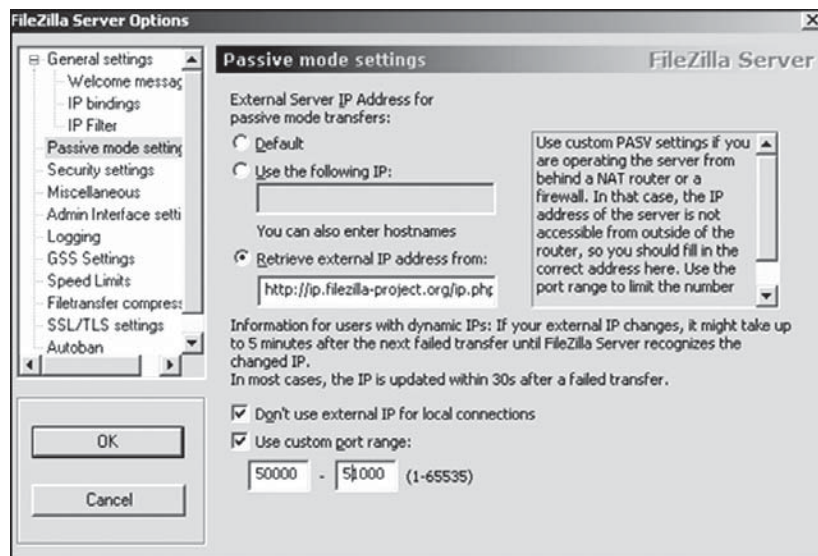 FileZilla Server Options
General settings
Welcome messag
IP bindings
IP Filter
Passive mode setting
Security settings
Miscellaneous
Admin Interface setti
Logging
GSS Settings
Speed Limits
Filetransfer compress
SSL/TLS settings
Autoban
OK
Cancel
Passive mode settings
FileZilla Server
External Server IP Address for
passive mode transfers:
Default
Use the following IP:
You can also enter hostnames
Retrieve external IP address from:
http://ip.filezilla-project.org/ip.php
Use custom PASV settings if you
are operating the server from
behind a NAT router or a
firewall. In that case, the IP
address of the server is not
accessible from outside of the
router, so you should fill in the
correct address here. Use the
port range to limit the number
Information for users with dynamic IPs: If your external IP changes, it might take up
to 5 minutes after the next failed transfer until FileZilla Server recognizes the
changed IP.
In most cases, the IP is updated within 30s after a failed transfer.
Don't use external IP for local connections
Use custom port range:
50000 - 51000 (1-65535)